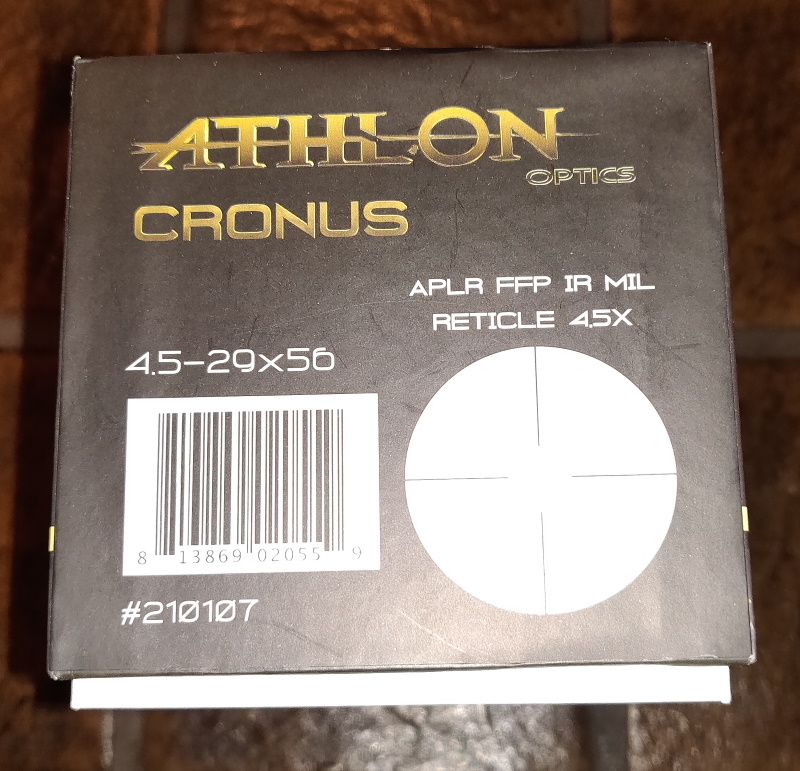 ATHLON
OPTICS
CRONUS
APLR FFP IR MIL
RETICLE 4.5X
4.5-29x56
8 13869 02055 9
#210107